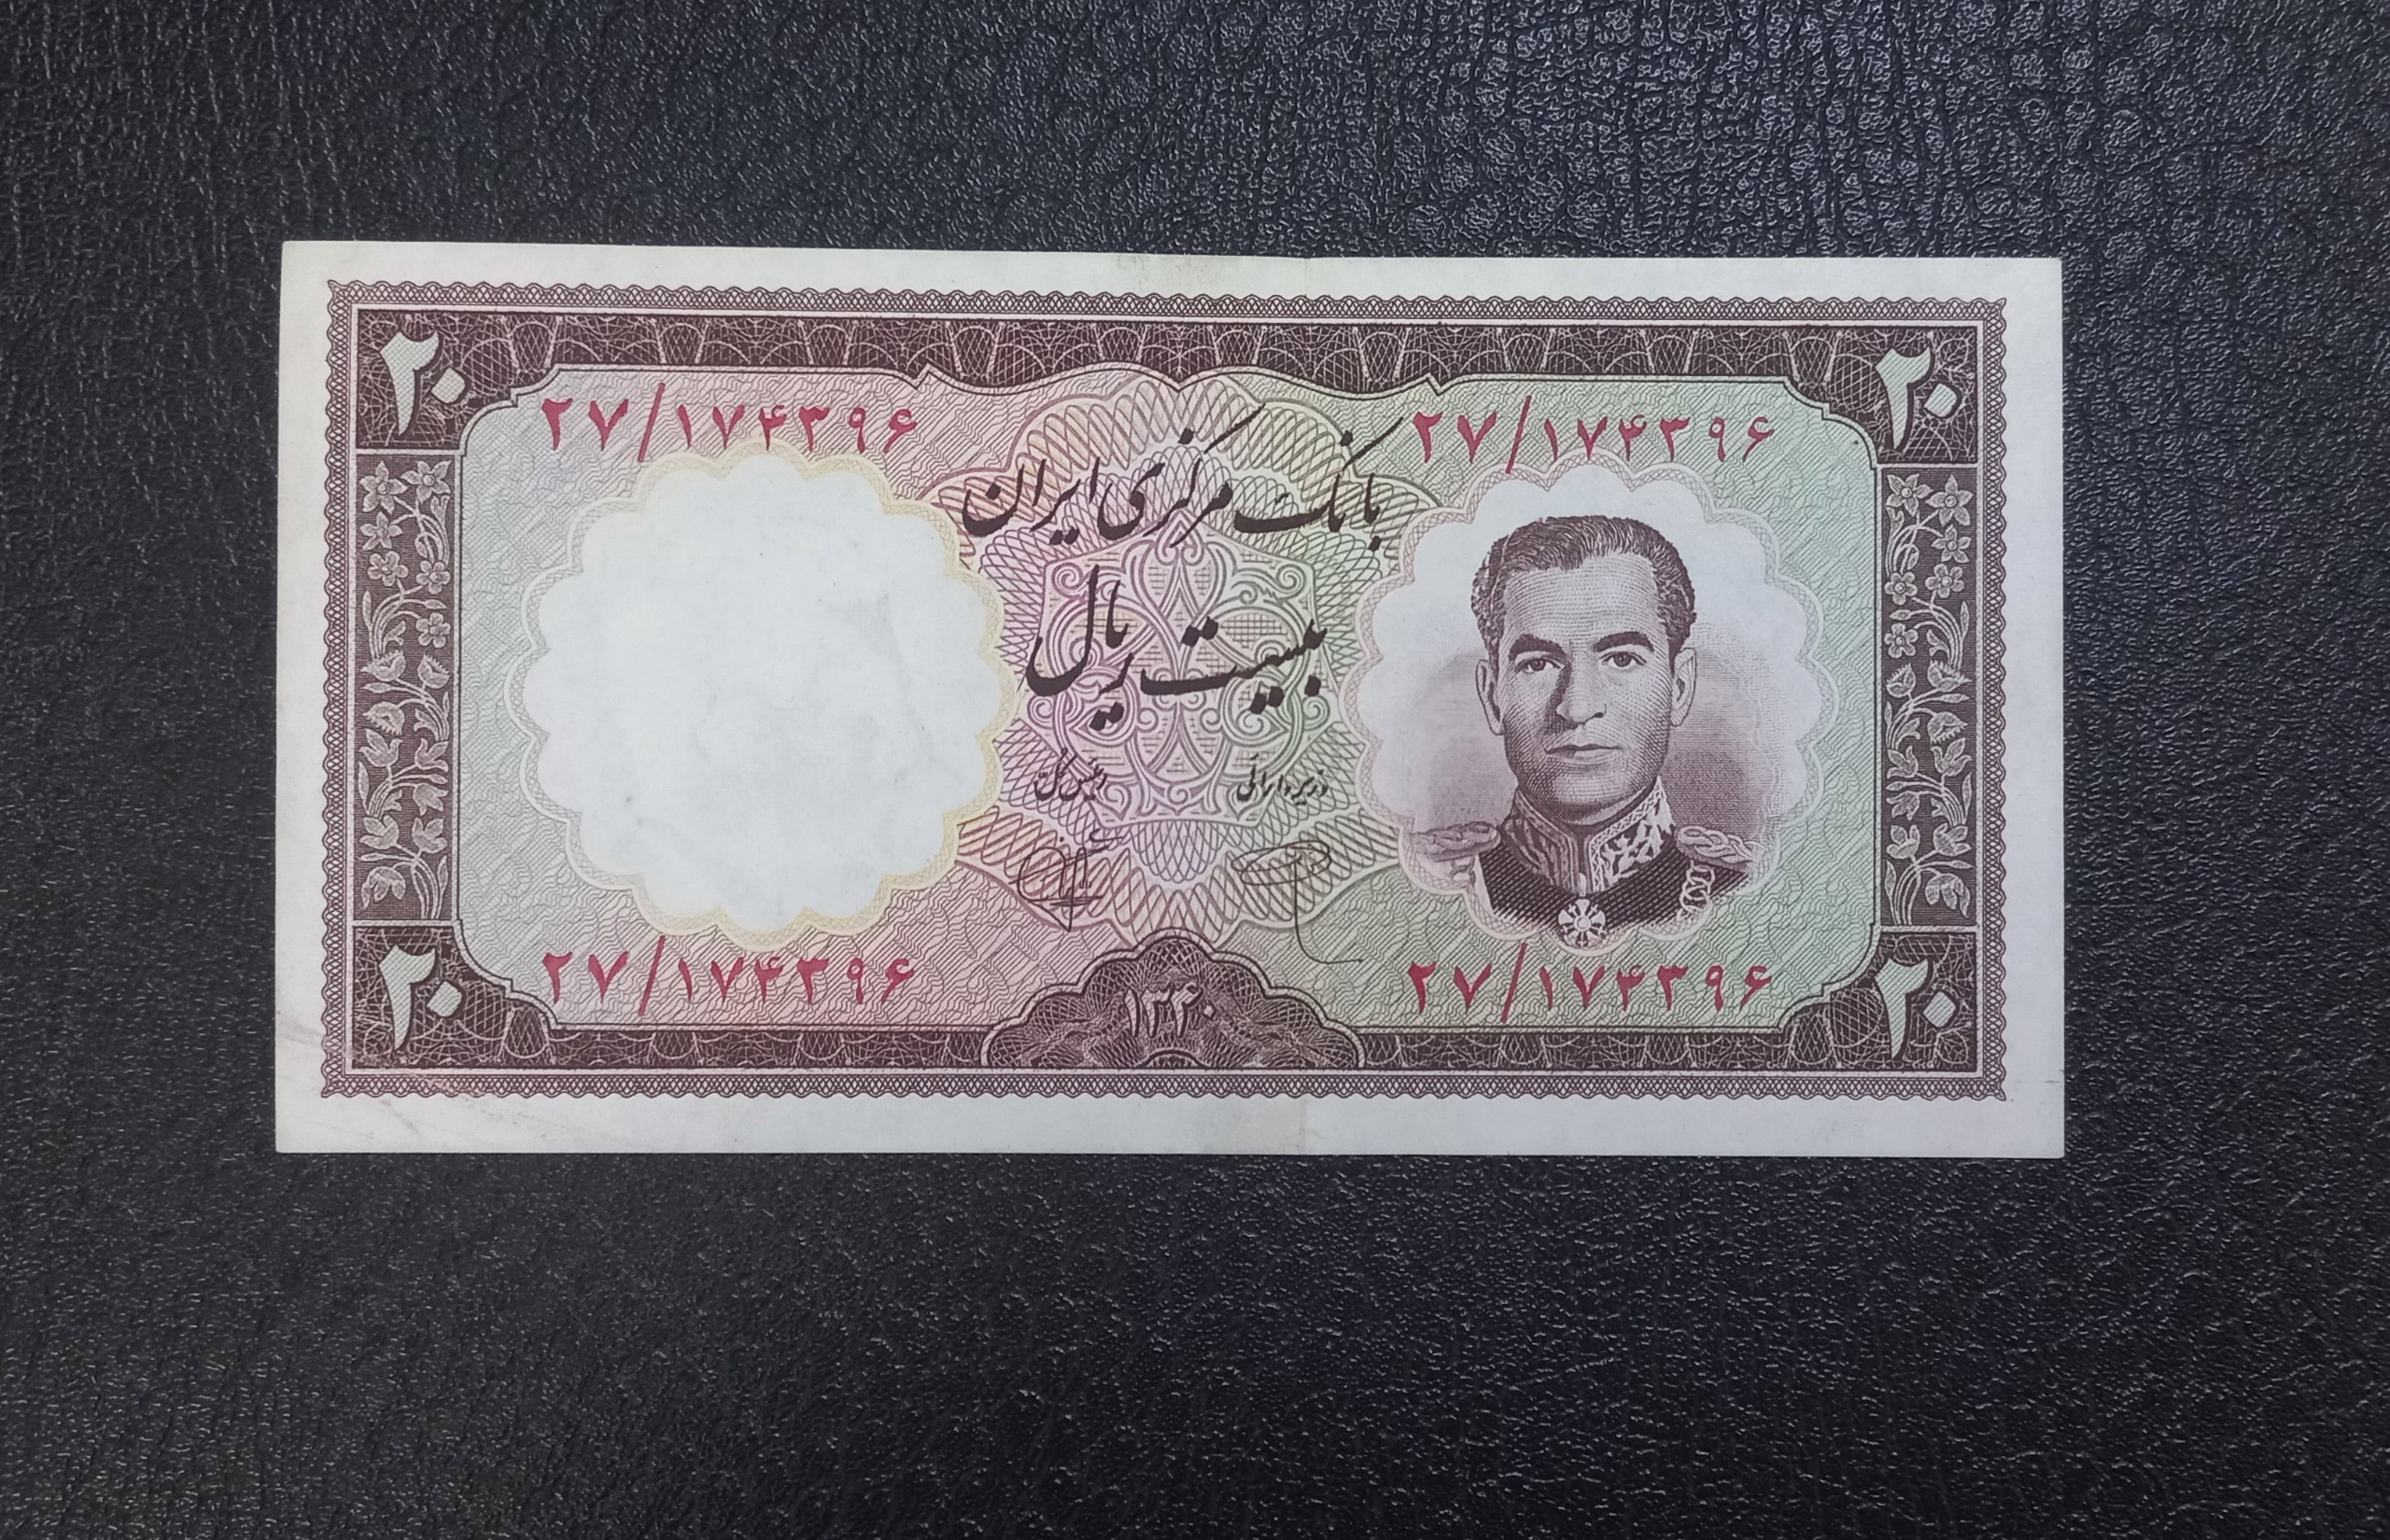 ۲۰ ۲۰
۲۷/۱۷۴۳۹۶ ۲۷/۱۷۴۳۹۶
بانک مرکزی ایران
بیست ریال
وزیر دارائی رئیس کل
۲۷/۱۷۴۳۹۶ ۲۷/۱۷۴۳۹۶
۲۰ ۱۳۴۰ ۲۰